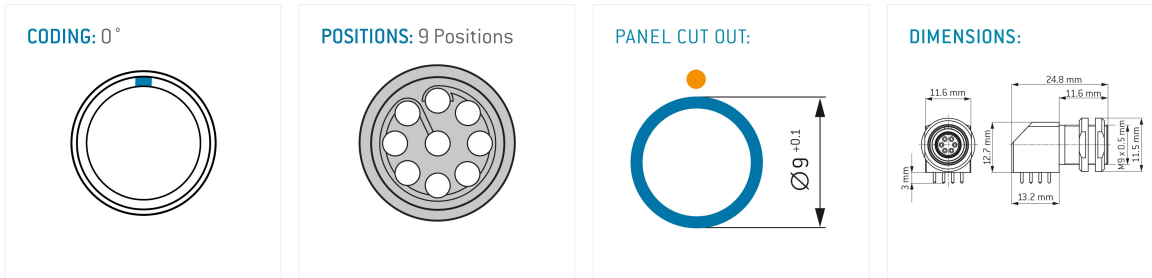 CODING: 0°
POSITIONS: 9 Positions
PANEL CUT OUT:
Ø 9 +0.1
DIMENSIONS:
24.8 mm
11.6 mm
11.6 mm
12.7 mm
3 mm
13.2 mm
M9 x 0.5 mm
11.5 mm